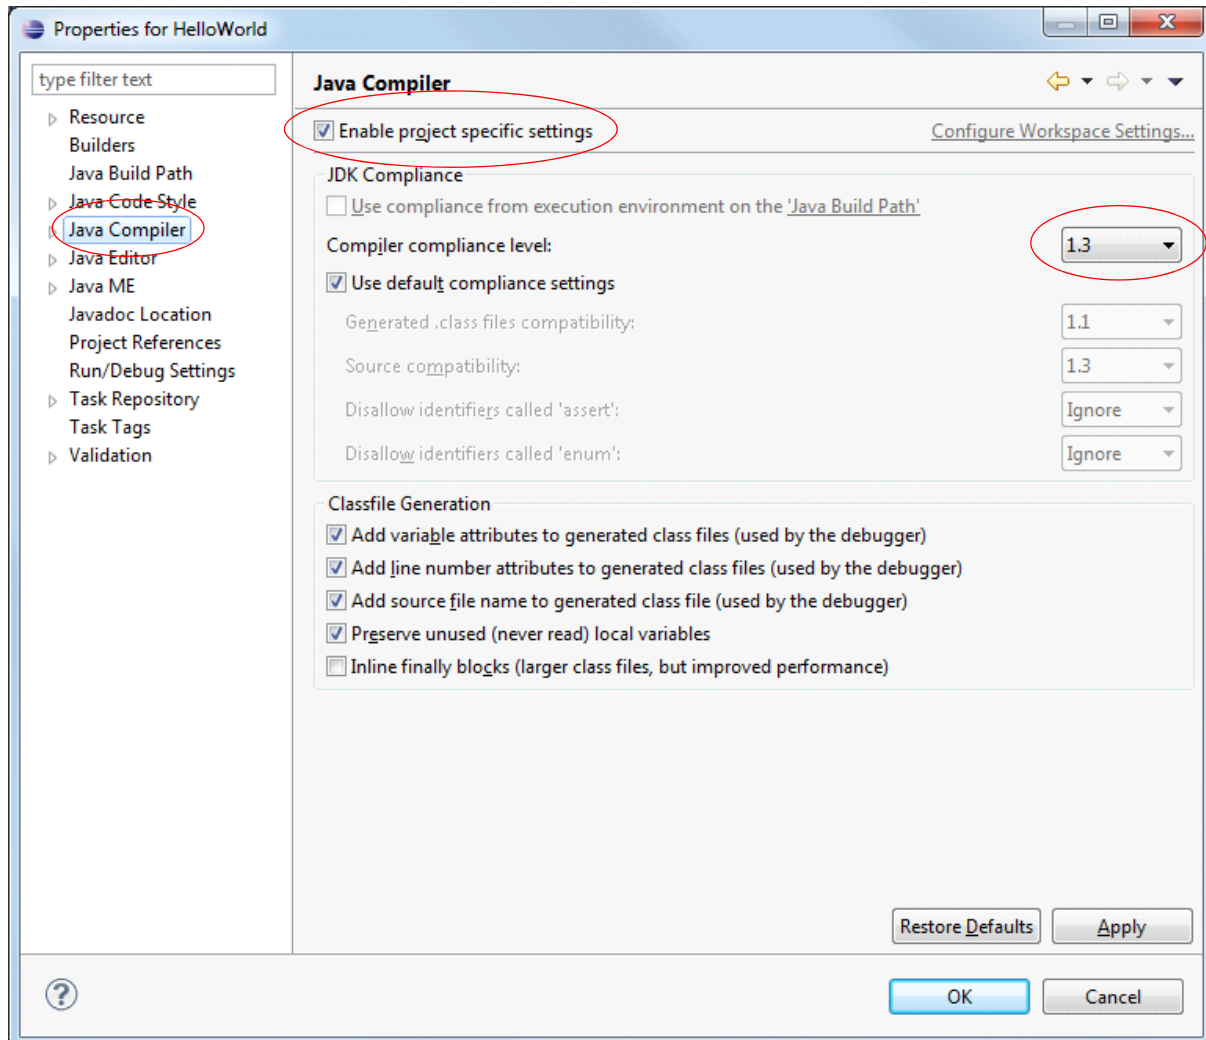 Properties for HelloWorld
type filter text
Resource
Builders
Java Build Path
Java Code Style
Java Compiler
Java Editor
Java ME
Javadoc Location
Project References
Run/Debug Settings
Task Repository
Task Tags
Validation
Java Compiler
Enable project specific settings
Configure Workspace Settings...
JDK Compliance
Use compliance from execution environment on the 'Java Build Path'
Compiler compliance level: 1.3
Use default compliance settings
Generated .class files compatibility: 1.1
Source compatibility: 1.3
Disallow identifiers called 'assert': Ignore
Disallow identifiers called 'enum': Ignore
Classfile Generation
Add variable attributes to generated class files (used by the debugger)
Add line number attributes to generated class files (used by the debugger)
Add source file name to generated class file (used by the debugger)
Preserve unused (never read) local variables
Inline finally blocks (larger class files, but improved performance)
Restore Defaults Apply
? OK Cancel